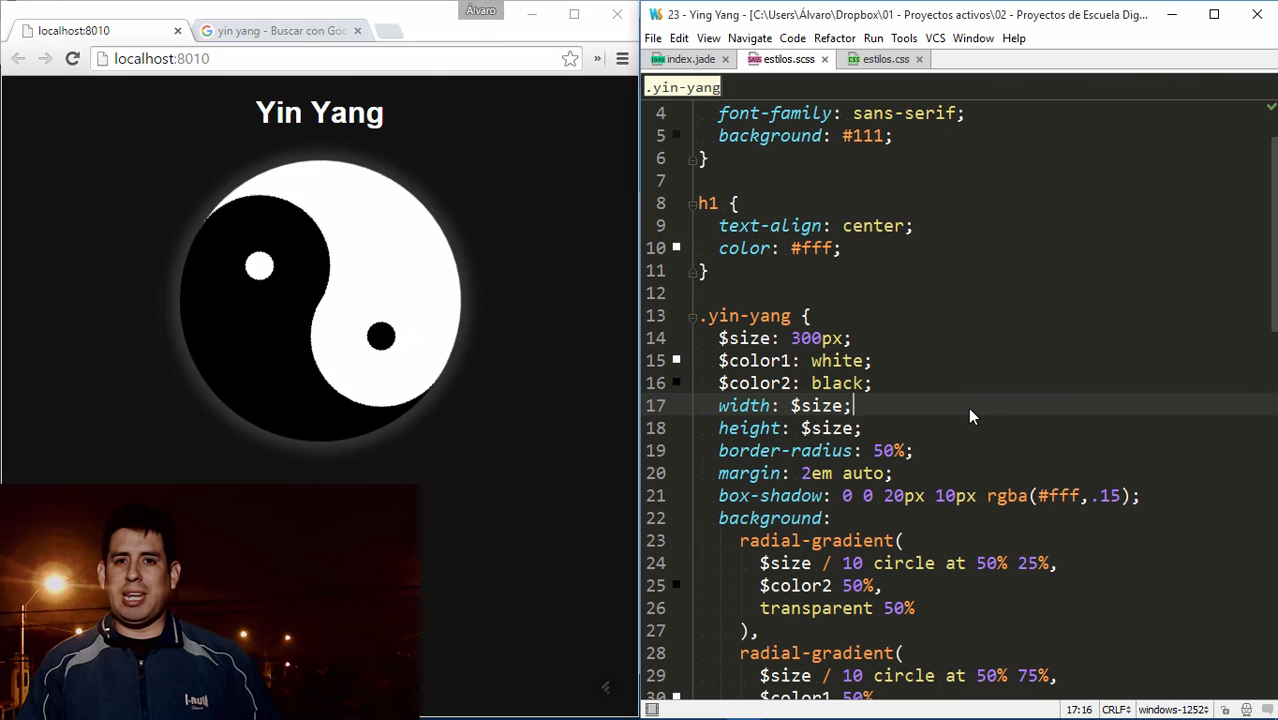 Álvaro
localhost:8010
yin yang - Buscar con Goc
localhost:8010
Yin Yang
23 - Ying Yang - [C:\Users\Álvaro\Dropbox\01 - Proyectos activos\02 - Proyectos de Escuela Dig...
File Edit View Navigate Code Refactor Run Tools VCS Window Help
index.jade estilos.scss estilos.css
.yin-yang
4 font-family: sans-serif;
5 background: #111;
6 }
7
8 h1 {
9 text-align: center;
10 color: #fff;
11 }
12
13 .yin-yang {
14 $size: 300px;
15 $color1: white;
16 $color2: black;
17 width: $size;
18 height: $size;
19 border-radius: 50%;
20 margin: 2em auto;
21 box-shadow: 0 0 20px 10px rgba(#fff,.15);
22 background:
23 radial-gradient(
24 $size / 10 circle at 50% 25%,
25 $color2 50%,
26 transparent 50%
27 ),
28 radial-gradient(
29 $size / 10 circle at 50% 75%,
30 $color1 50%
17:16 CRLF windows-1252